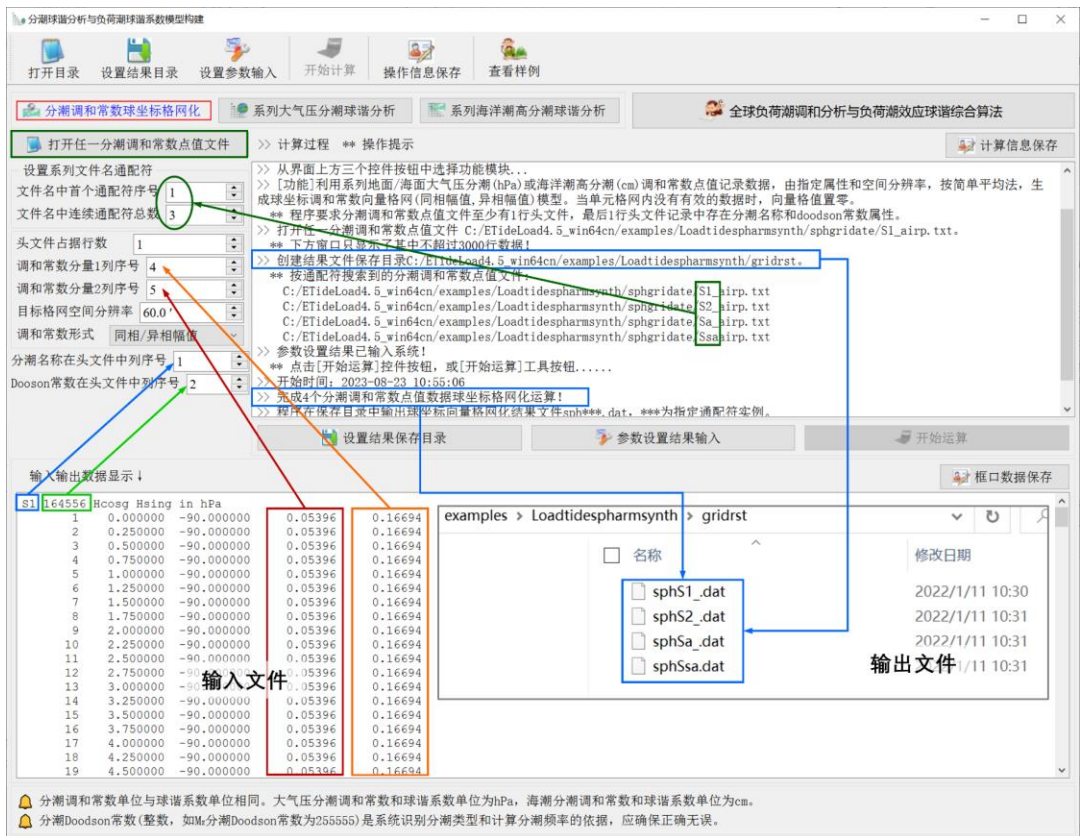 分潮球谐分析与负荷潮球谐系数模型构建
打开目录 设置结果目录 设置参数输入 开始计算 操作信息保存 查看样例
分潮调和常数球坐标格网化 系列大气压分潮球谐分析 系列海洋潮高分潮球谐分析 全球负荷潮调和分析与负荷潮效应球谐综合算法
打开任一分潮调和常数点值文件 >> 计算过程 ** 操作提示 计算信息保存
设置系列文件名通配符
文件名中首个通配符序号 1
文件名中连续通配符总数 3
头文件占据行数 1
调和常数分量1列序号 4
调和常数分量2列序号 5
目标格网空间分辨率 60.0′
调和常数形式 同相/异相幅值
分潮名称在头文件中列序号 1
Dooson常数在头文件中列序号 2
>> 从界面上方三个控件按钮中选择功能模块...
>> [功能]利用系列地面/海面大气压分潮(hPa)或海洋潮高分潮(cm)调和常数点值记录数据，由指定属性和空间分辨率，按简单平均法，生
成球坐标调和常数向量格网(同相幅值,异相幅值)模型。当单元格网内没有有效的数据时，向量格值置零。
** 程序要求分潮调和常数点值文件至少有1行头文件，最后1行头文件记录中存在分潮名称和doodson常数属性。
>> 打开任一分潮调和常数点值文件 C:/ETideLoad4.5_win64cn/examples/Loadtidespharmsynth/sphgridate/S1_airp.txt。
** 下方窗口只显示了其中不超过3000行数据！
>> 创建结果文件保存目录C:/ETideLoad4.5_win64cn/examples/Loadtidespharmsynth/gridrst。
** 按通配符搜索到的分潮调和常数点值文件：
C:/ETideLoad4.5_win64cn/examples/Loadtidespharmsynth/sphgridate/S1_airp.txt
C:/ETideLoad4.5_win64cn/examples/Loadtidespharmsynth/sphgridate/S2_airp.txt
C:/ETideLoad4.5_win64cn/examples/Loadtidespharmsynth/sphgridate/Sa_airp.txt
C:/ETideLoad4.5_win64cn/examples/Loadtidespharmsynth/sphgridate/Ssaairp.txt
>> 参数设置结果已输入系统！
** 点击[开始运算]控件按钮，或[开始运算]工具按钮......
>> 开始时间：2023-08-23 10:55:06
>> 完成4个分潮调和常数点值数据球坐标格网化运算！
>> 程序在保存目录中输出球坐标向量格网化结果文件sph***.dat，***为指定通配符实例。
设置结果保存目录 参数设置结果输入 开始运算
输入输出数据显示↓ 框口数据保存
S1 164556 Hcosg Hsing in hPa
1 0.000000 -90.000000 0.05396 0.16694
2 0.250000 -90.000000 0.05396 0.16694
3 0.500000 -90.000000 0.05396 0.16694
4 0.750000 -90.000000 0.05396 0.16694
5 1.000000 -90.000000 0.05396 0.16694
6 1.250000 -90.000000 0.05396 0.16694
7 1.500000 -90.000000 0.05396 0.16694
8 1.750000 -90.000000 0.05396 0.16694
9 2.000000 -90.000000 0.05396 0.16694
10 2.250000 -90.000000 0.05396 0.16694
11 2.500000 -90.000000 0.05396 0.16694
12 2.750000 0.05396 0.16694
13 3.000000 0.05396 0.16694
14 3.250000 -90.000000 0.05396 0.16694
15 3.500000 -90.000000 0.05396 0.16694
16 3.750000 -90.000000 0.05396 0.16694
17 4.000000 -90.000000 0.05396 0.16694
18 4.250000 -90.000000 0.05396 0.16694
19 4.500000 -90.000000 0.05396 0.16694
输入文件
examples > Loadtidespharmsynth > gridrst
名称 修改日期
sphS1_.dat 2022/1/11 10:30
sphS2_.dat 2022/1/11 10:31
sphSa_.dat 2022/1/11 10:31
sphSsa.dat 1/11 10:31
输出文件
分潮调和常数单位与球谐系数单位相同。大气压分潮调和常数和球谐系数单位为hPa，海潮分潮调和常数和球谐系数单位为cm。
分潮Doodson常数(整数，如M₂分潮Doodson常数为255555)是系统识别分潮类型和计算分潮频率的依据，应确保正确无误。